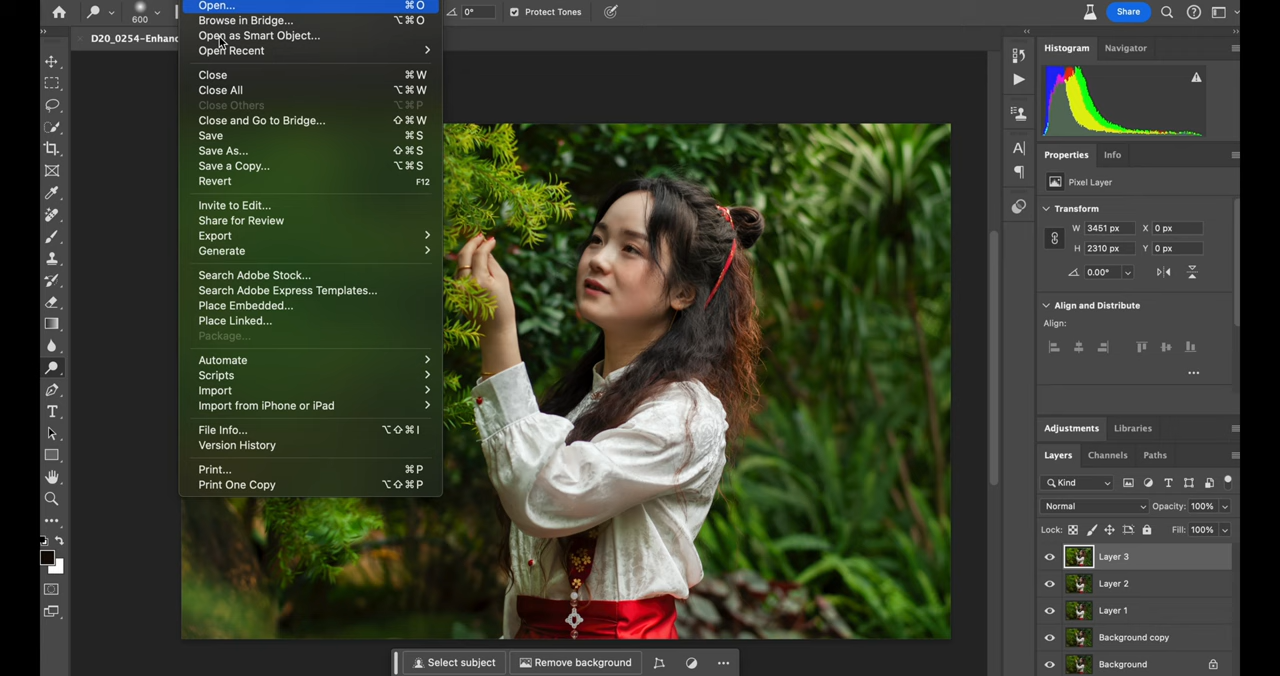 600
0°
Protect Tones
Share
D20_0254-Enhanc
Open... ⌘O
Browse in Bridge... ⌥⌘O
Open as Smart Object...
Open Recent
Close ⌘W
Close All ⌥⌘W
Close Others ⌥⌘P
Close and Go to Bridge... ⇧⌘W
Save ⌘S
Save As... ⇧⌘S
Save a Copy... ⌥⌘S
Revert F12
Invite to Edit...
Share for Review
Export
Generate
Search Adobe Stock...
Search Adobe Express Templates...
Place Embedded...
Place Linked...
Package...
Automate
Scripts
Import
Import from iPhone or iPad
File Info... ⌥⇧⌘I
Version History
Print... ⌘P
Print One Copy ⌥⇧⌘P
Select subject
Remove background
Histogram Navigator
Properties Info
Pixel Layer
Transform
W 3451 px X 0 px
H 2310 px Y 0 px
0.00°
Align and Distribute
Align:
Adjustments Libraries
Layers Channels Paths
Kind
Normal Opacity: 100%
Lock: Fill: 100%
Layer 3
Layer 2
Layer 1
Background copy
Background